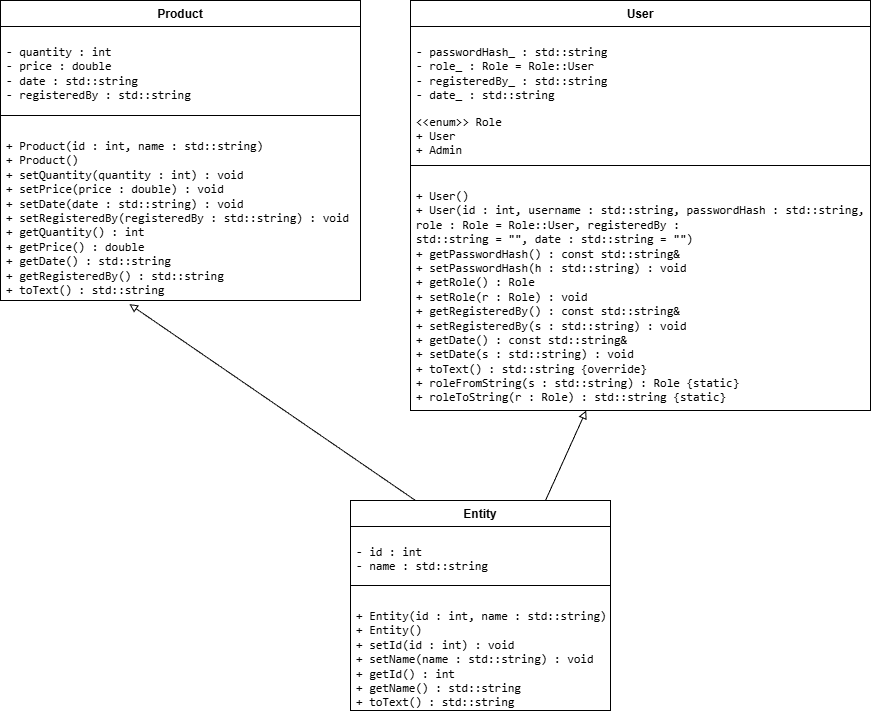 Product
- quantity : int
- price : double
- date : std::string
- registeredBy : std::string
+ Product(id : int, name : std::string)
+ Product()
+ setQuantity(quantity : int) : void
+ setPrice(price : double) : void
+ setDate(date : std::string) : void
+ setRegisteredBy(registeredBy : std::string) : void
+ getQuantity() : int
+ getPrice() : double
+ getDate() : std::string
+ getRegisteredBy() : std::string
+ toText() : std::string
User
- passwordHash_ : std::string
- role_ : Role = Role::User
- registeredBy_ : std::string
- date_ : std::string
<<enum>> Role
+ User
+ Admin
+ User()
+ User(id : int, username : std::string, passwordHash : std::string,
role : Role = Role::User, registeredBy :
std::string = "", date : std::string = "")
+ getPasswordHash() : const std::string&
+ setPasswordHash(h : std::string) : void
+ getRole() : Role
+ setRole(r : Role) : void
+ getRegisteredBy() : const std::string&
+ setRegisteredBy(s : std::string) : void
+ getDate() : const std::string&
+ setDate(s : std::string) : void
+ toText() : std::string {override}
+ roleFromString(s : std::string) : Role {static}
+ roleToString(r : Role) : std::string {static}
Entity
- id : int
- name : std::string
+ Entity(id : int, name : std::string)
+ Entity()
+ setId(id : int) : void
+ setName(name : std::string) : void
+ getId() : int
+ getName() : std::string
+ toText() : std::string